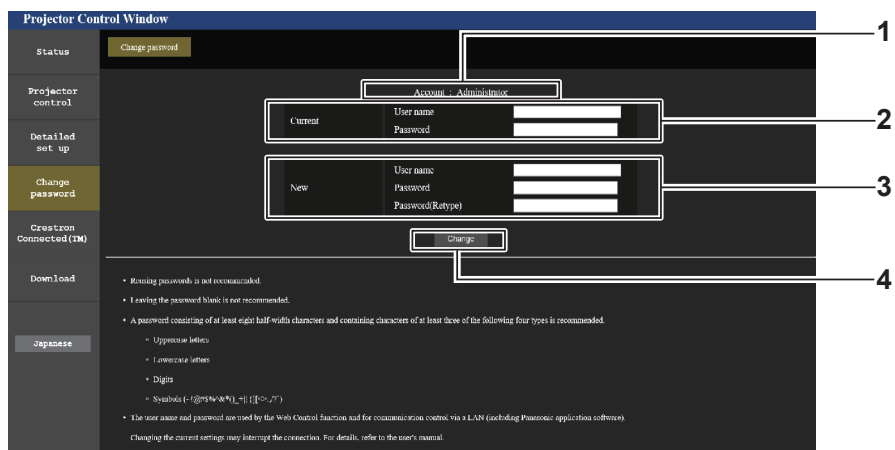 Projector Control Window
Status
Projector
control
Detailed
set up
Change
password
Crestron
Connected(TM)
Download
Japanese
Change password
Account : Administrator
Current
User name
Password
New
User name
Password
Password(Retype)
Change
1
2
3
4
• Reusing passwords is not recommended.
• Leaving the password blank is not recommended.
• A password consisting of at least eight half-width characters and containing characters of at least three of the following four types is recommended.
◦ Uppercase letters
◦ Lowercase letters
◦ Digits
◦ Symbols
• The user name and password are used by the Web Control function and for communication control via a LAN (including Panasonic application software).
Changing the current settings may interrupt the connection. For details, refer to the user's manual.